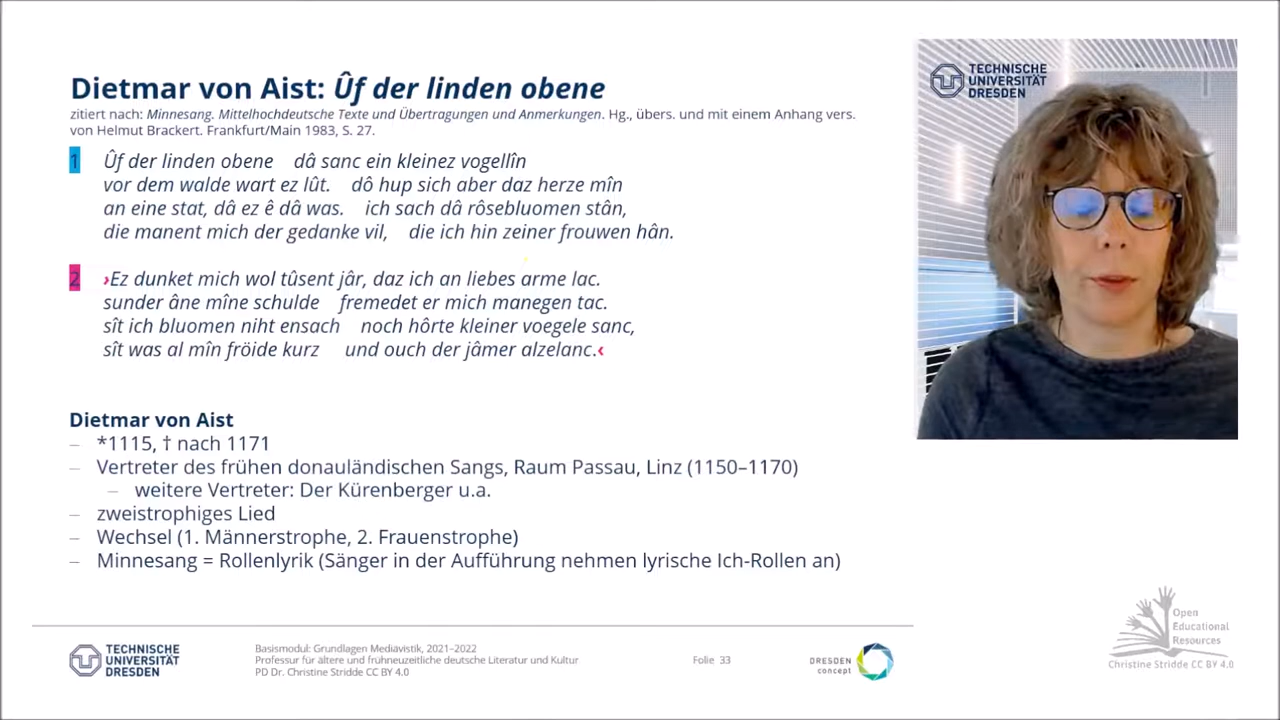 Dietmar von Aist: Ûf der linden obene
zitiert nach: Minnesang. Mittelhochdeutsche Texte und Übertragungen und Anmerkungen. Hg., übers. und mit einem Anhang vers.
von Helmut Brackert. Frankfurt/Main 1983, S. 27.
1 Ûf der linden obene dâ sanc ein kleinez vogellîn
vor dem walde wart ez lût. dô hup sich aber daz herze mîn
an eine stat, dâ ez ê dâ was. ich sach dâ rôsebluomen stân,
die manent mich der gedanke vil, die ich hin zeiner frouwen hân.
2 ›Ez dunket mich wol tûsent jâr, daz ich an liebes arme lac.
sunder âne mîne schulde fremedet er mich manegen tac.
sît ich bluomen niht ensach noch hôrte kleiner voegele sanc,
sît was al mîn fröide kurz und ouch der jâmer alzelanc.‹
Dietmar von Aist
– *1115, † nach 1171
– Vertreter des frühen donauländischen Sangs, Raum Passau, Linz (1150–1170)
– weitere Vertreter: Der Kürenberger u.a.
– zweistrophiges Lied
– Wechsel (1. Männerstrophe, 2. Frauenstrophe)
– Minnesang = Rollenlyrik (Sänger in der Aufführung nehmen lyrische Ich-Rollen an)
TECHNISCHE
UNIVERSITÄT
DRESDEN
Basismodul: Grundlagen Mediävistik, 2021–2022
Professur für ältere und frühneuzeitliche deutsche Literatur und Kultur
PD Dr. Christine Stridde CC BY 4.0
Folie 33
DRESDEN
concept
TECHNISCHE
UNIVERSITÄT
DRESDEN
Open
Educational
Resources
Christine Stridde CC BY 4.0